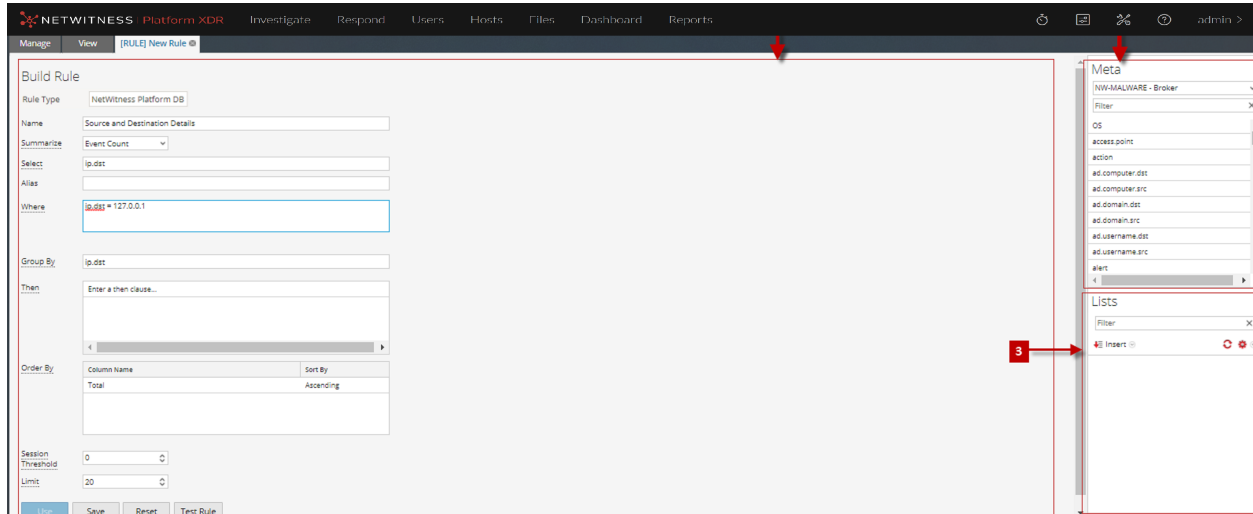 NETWITNESS Platform XDR Investigate Respond Users Hosts Files Dashboard Reports admin >
Manage View [RULE] New Rule
Build Rule
Rule Type NetWitness Platform DB
Name Source and Destination Details
Summarize Event Count
Select ip.dst
Alias
Where ip.dst = 127.0.0.1
Group By ip.dst
Then Enter a then clause...
Order By Column Name Sort By
Total Ascending
Session Threshold 0
Limit 20
Use Save Reset Test Rule
Meta
NW-MALWARE - Broker
Filter X
OS
access.point
action
ad.computer.dst
ad.computer.src
ad.domain.dst
ad.domain.src
ad.username.dst
ad.username.src
alert
3
Lists
Filter X
Insert